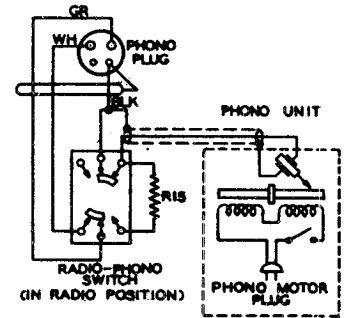 GR
WH
PHONO
PLUG
BLK
PHONO UNIT
R15
RADIO-PHONO
SWITCH
(IN RADIO POSITION)
PHONO MOTOR
PLUG